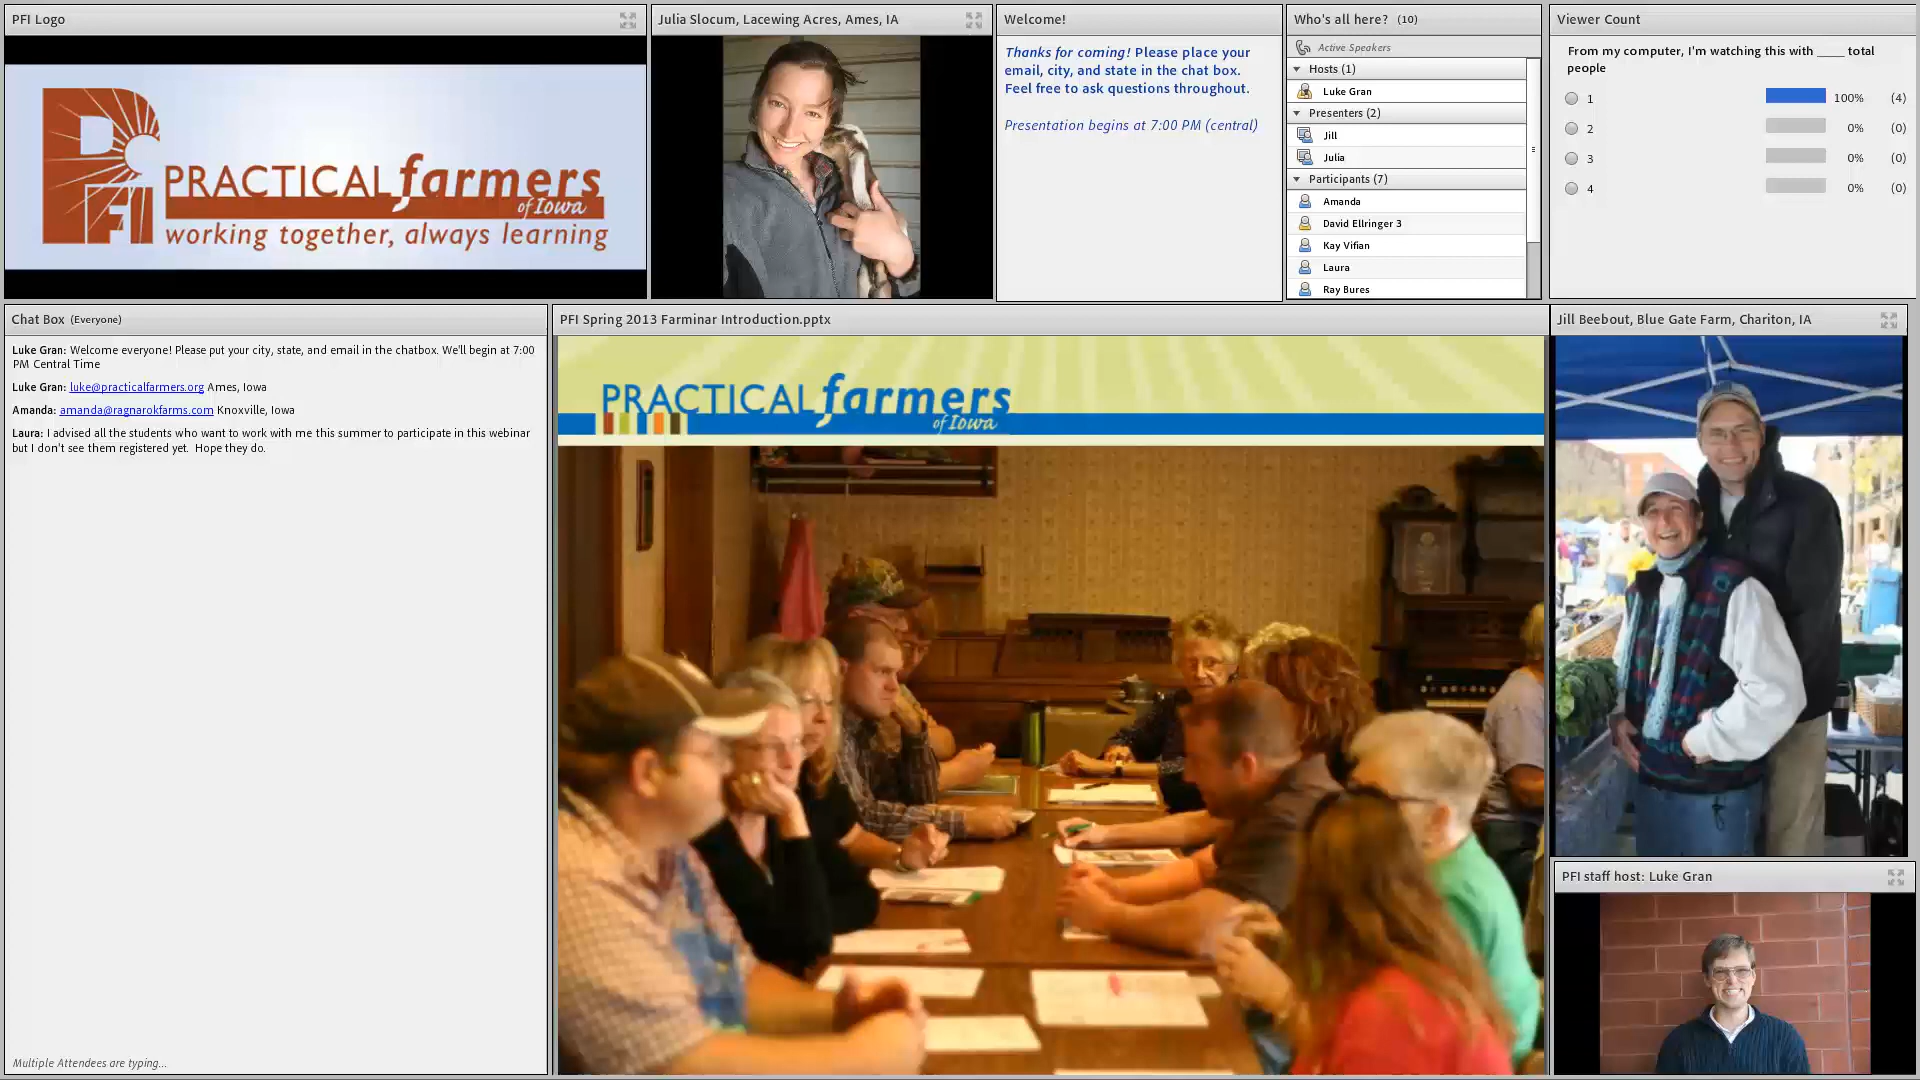 PFI Logo
PFI
PRACTICAL farmers
of Iowa
working together, always learning
Julia Slocum, Lacewing Acres, Ames, IA
Welcome!
Thanks for coming! Please place your
email, city, and state in the chat box.
Feel free to ask questions throughout.
Presentation begins at 7:00 PM (central)
Who's all here? (10)
Active Speakers
Hosts (1)
Luke Gran
Presenters (2)
Jill
Julia
Participants (7)
Amanda
David Ellringer 3
Kay Vifian
Laura
Ray Bures
Viewer Count
From my computer, I'm watching this with ____ total
people
1 100% (4)
2 0% (0)
3 0% (0)
4 0% (0)
Chat Box (Everyone)
Luke Gran: Welcome everyone! Please put your city, state, and email in the chatbox. We'll begin at 7:00
PM Central Time
Luke Gran: luke@practicalfarmers.org Ames, Iowa
Amanda: amanda@ragnarokfarms.com Knoxville, Iowa
Laura: I advised all the students who want to work with me this summer to participate in this webinar
but I don't see them registered yet. Hope they do.
Multiple Attendees are typing...
PFI Spring 2013 Farminar Introduction.pptx
PRACTICAL farmers
of Iowa
Jill Beebout, Blue Gate Farm, Chariton, IA
PFI staff host: Luke Gran